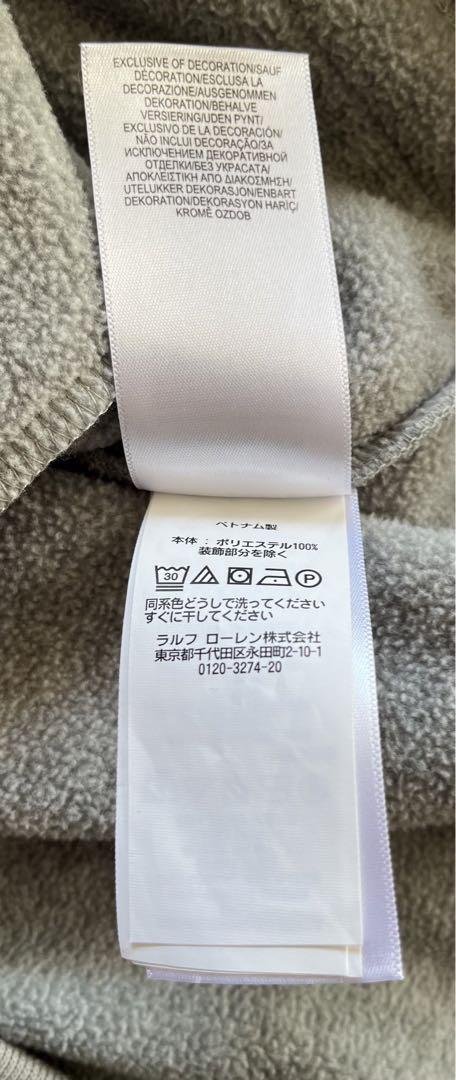 EXCLUSIVE OF DECORATION/SAUF
DÉCORATION/ESCLUSA LA
DECORAZIONE/AUSGENOMMEN
DEKORATION/BEHALVE
VERSIERING/UDEN PYNT/
EXCLUSIVO DE LA DECORACIÓN/
NÃO INCLUI DECORAÇÃO/ЗА
ИСКЛЮЧЕНИЕМ ДЕКОРАТИВНОЙ
ОТДЕЛКИ/БЕЗ УКРАСАТА/
ΑΠΟΚΛΕΙΣΤΙΚΗ ΑΠΟ ΔΙΑΚΟΣΜΗΣΗ/
UTELUKKER DEKORASJON/ENBART
DEKORATION/DEKORASYON HARİÇ/
KROMĚ OZDOB
ベトナム製
本体 : ポリエステル100%
装飾部分を除く
30 P
同系色どうしで洗ってください
すぐに干してください
ラルフ ローレン株式会社
東京都千代田区永田町2-10-1
0120-3274-20